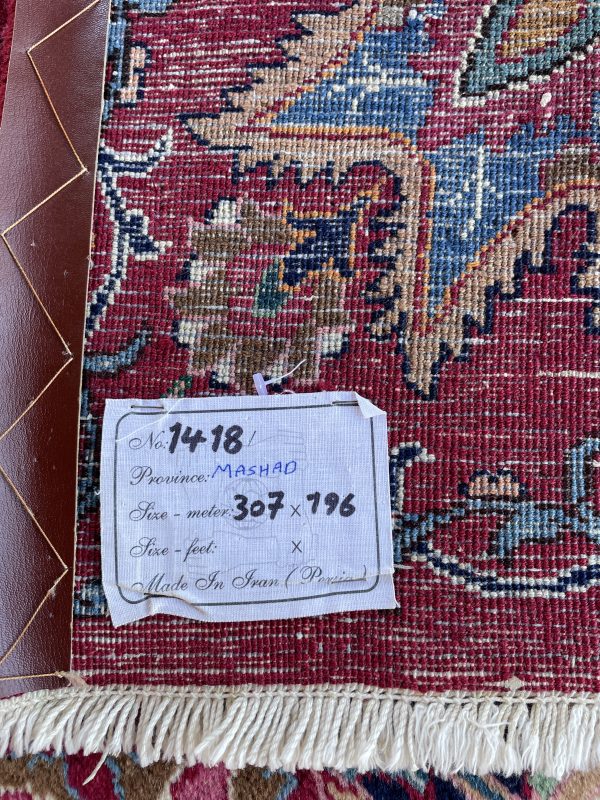 No: 1418/
Province: MASHAD
Size - meter: 307 x 196
Size - feet: x
Made In Iran (Persia)